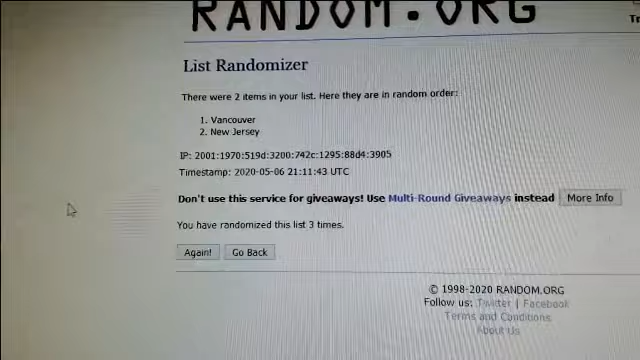 RANDOM.ORG
List Randomizer
There were 2 items in your list. Here they are in random order:
1. Vancouver
2. New Jersey
IP: 2001:1970:519d:3200:742c:1295:88d4:3905
Timestamp: 2020-05-06 21:11:43 UTC
Don't use this service for giveaways! Use Multi-Round Giveaways instead More Info
You have randomized this list 3 times.
Again! Go Back
© 1998-2020 RANDOM.ORG
Follow us: Twitter | Facebook
Terms and Conditions
About Us